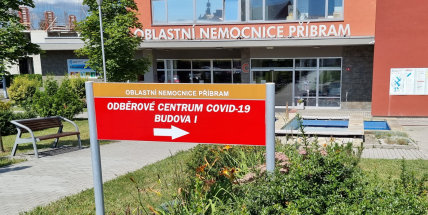 OBLASTNÍ NEMOCNICE PŘÍBRAM
OBLASTNÍ NEMOCNICE PŘÍBRAM
ODBĚROVÉ CENTRUM COVID-19
BUDOVA I